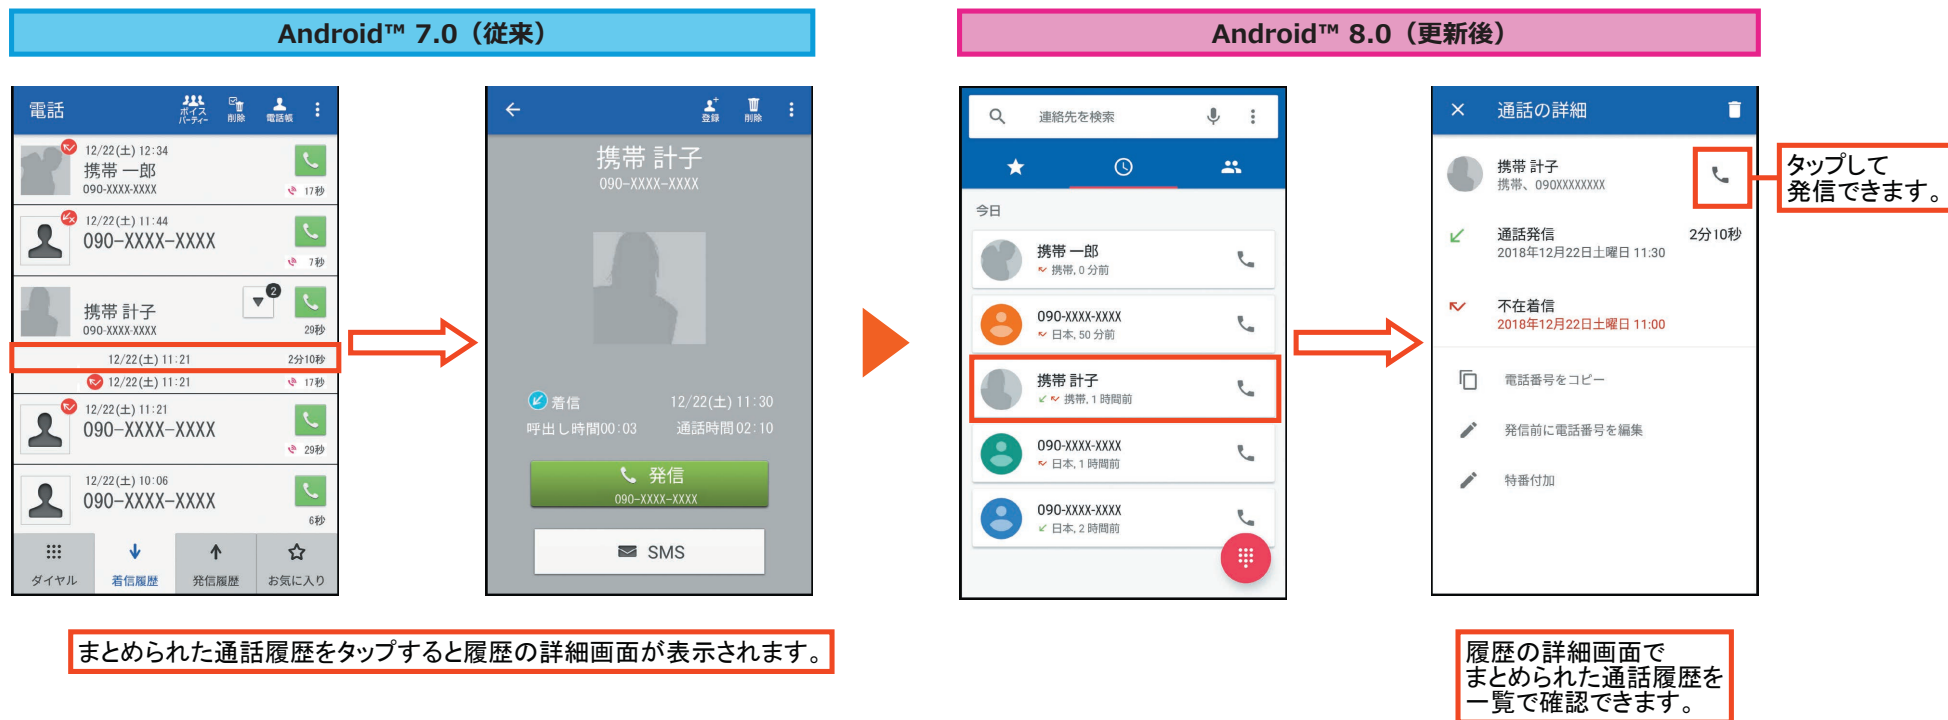 Android™ 7.0（従来）
Android™ 8.0（更新後）
電話
ボイス
パーティー
削除
電話帳
12/22(土) 12:34
携帯 一郎
090-XXXX-XXXX
17秒
12/22(土) 11:44
090-XXXX-XXXX
7秒
携帯 計子
2
090-XXXX-XXXX
29秒
12/22(土) 11:21
2分10秒
12/22(土) 11:21
17秒
12/22(土) 11:21
090-XXXX-XXXX
29秒
12/22(土) 10:06
090-XXXX-XXXX
6秒
ダイヤル
着信履歴
発信履歴
お気に入り
登録
削除
携帯 計子
090-XXXX-XXXX
着信
12/22(土) 11:30
呼出し時間00:03
通話時間 02:10
発信
090-XXXX-XXXX
SMS
まとめられた通話履歴をタップすると履歴の詳細画面が表示されます。
連絡先を検索
今日
携帯 一郎
携帯, 0 分前
090-XXXX-XXXX
日本, 50 分前
携帯 計子
携帯, 1 時間前
090-XXXX-XXXX
日本, 1 時間前
090-XXXX-XXXX
日本, 2 時間前
通話の詳細
携帯 計子
携帯、090XXXXXXXX
タップして
発信できます。
通話発信
2分10秒
2018年12月22日土曜日 11:30
不在着信
2018年12月22日土曜日 11:00
電話番号をコピー
発信前に電話番号を編集
特番付加
履歴の詳細画面で
まとめられた通話履歴を
一覧で確認できます。